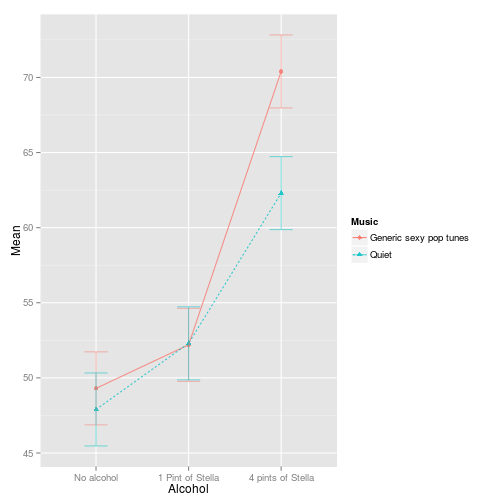 70
65
60
55
50
45
Mean
No alcohol
1 Pint of Stella
4 pints of Stella
Alcohol
Music
Generic sexy pop tunes
Quiet